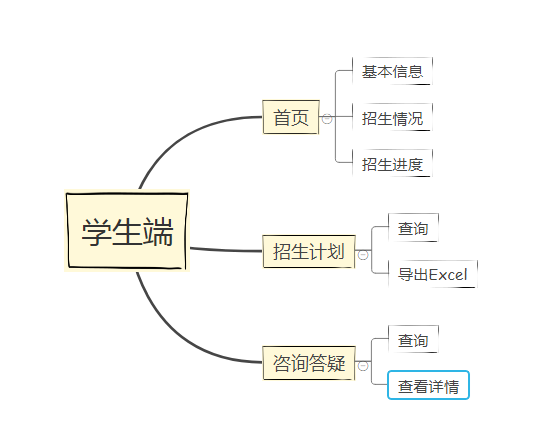 学生端
首页
基本信息
招生情况
招生进度
招生计划
查询
导出Excel
咨询答疑
查询
查看详情